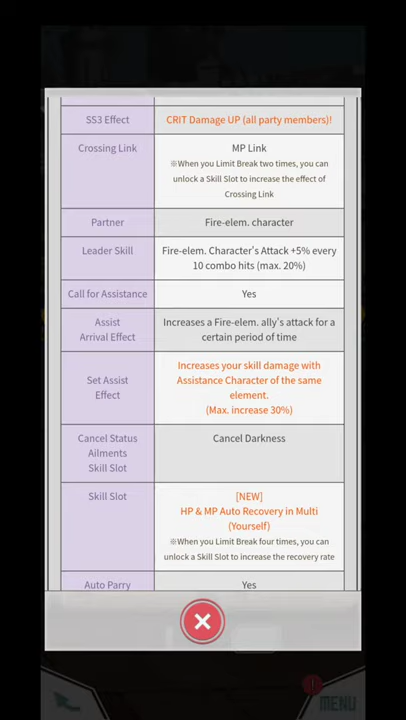 SS3 Effect
CRIT Damage UP (all party members)!
Crossing Link
MP Link
※When you Limit Break two times, you can
unlock a Skill Slot to increase the effect of
Crossing Link
Partner
Fire-elem. character
Leader Skill
Fire-elem. Character's Attack +5% every
10 combo hits (max. 20%)
Call for Assistance
Yes
Assist
Arrival Effect
Increases a Fire-elem. ally's attack for a
certain period of time
Set Assist
Effect
Increases your skill damage with
Assistance Character of the same
element.
(Max. increase 30%)
Cancel Status
Ailments
Skill Slot
Cancel Darkness
Skill Slot
[NEW]
HP & MP Auto Recovery in Multi
(Yourself)
※When you Limit Break four times, you can
unlock a Skill Slot to increase the recovery rate
Auto Parry
Yes
MENU